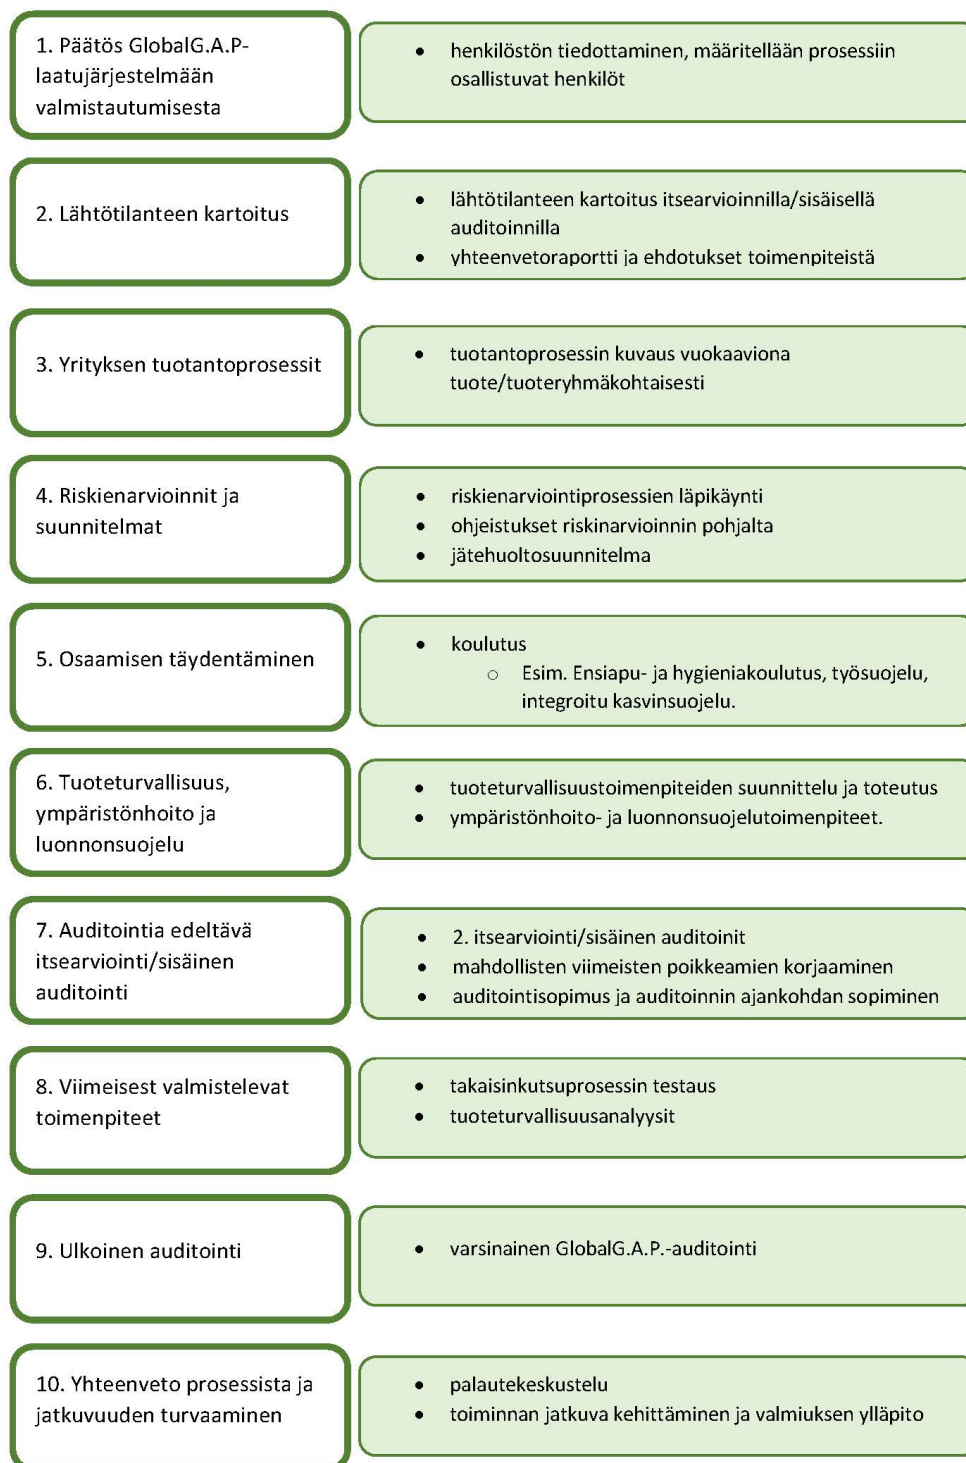 1. Päätös GlobalG.A.P-
laatujärjestelmään
valmistautumisesta
• henkilöstön tiedottaminen, määritellään prosessiin
osallistuvat henkilöt
2. Lähtötilanteen kartoitus
• lähtötilanteen kartoitus itsearvioinnilla/sisäisellä
auditoinnilla
• yhteenvetoraportti ja ehdotukset toimenpiteistä
3. Yrityksen tuotantoprosessit
• tuotantoprosessin kuvaus vuokaaviona
tuote/tuoteryhmäkohtaisesti
4. Riskienarvioinnit ja
suunnitelmat
• riskienarviointiprosessien läpikäynti
• ohjeistukset riskinarvioinnin pohjalta
• jätehuoltosuunnitelma
5. Osaamisen täydentäminen
• koulutus
○ Esim. Ensiapu- ja hygieniakoulutus, työsuojelu,
integroitu kasvinsuojelu.
6. Tuoteturvallisuus,
ympäristönhoito ja
luonnonsuojelu
• tuoteturvallisuustoimenpiteiden suunnittelu ja toteutus
• ympäristönhoito- ja luonnonsuojelutoimenpiteet.
7. Auditointia edeltävä
itsearviointi/sisäinen
auditointi
• 2. itsearviointi/sisäinen auditoinit
• mahdollisten viimeisten poikkeamien korjaaminen
• auditointisopimus ja auditoinnin ajankohdan sopiminen
8. Viimeisest valmistelevat
toimenpiteet
• takaisinkutsuprosessin testaus
• tuoteturvallisuusanalyysit
9. Ulkoinen auditointi
• varsinainen GlobalG.A.P.-auditointi
10. Yhteenveto prosessista ja
jatkuvuuden turvaaminen
• palautekeskustelu
• toiminnan jatkuva kehittäminen ja valmiuksen ylläpito